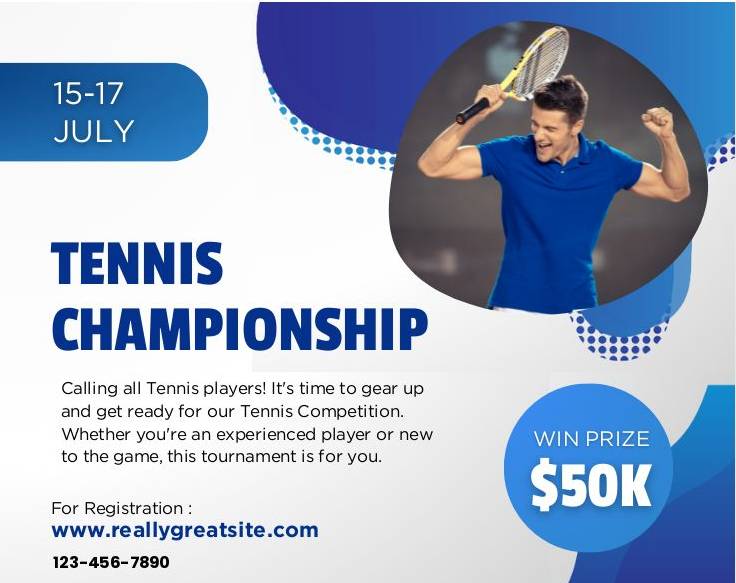 15-17
JULY
TENNIS
CHAMPIONSHIP
Calling all Tennis players! It's time to gear up
and get ready for our Tennis Competition.
Whether you're an experienced player or new
to the game, this tournament is for you.
WIN PRIZE
$50K
For Registration :
www.reallygreatsite.com
123-456-7890